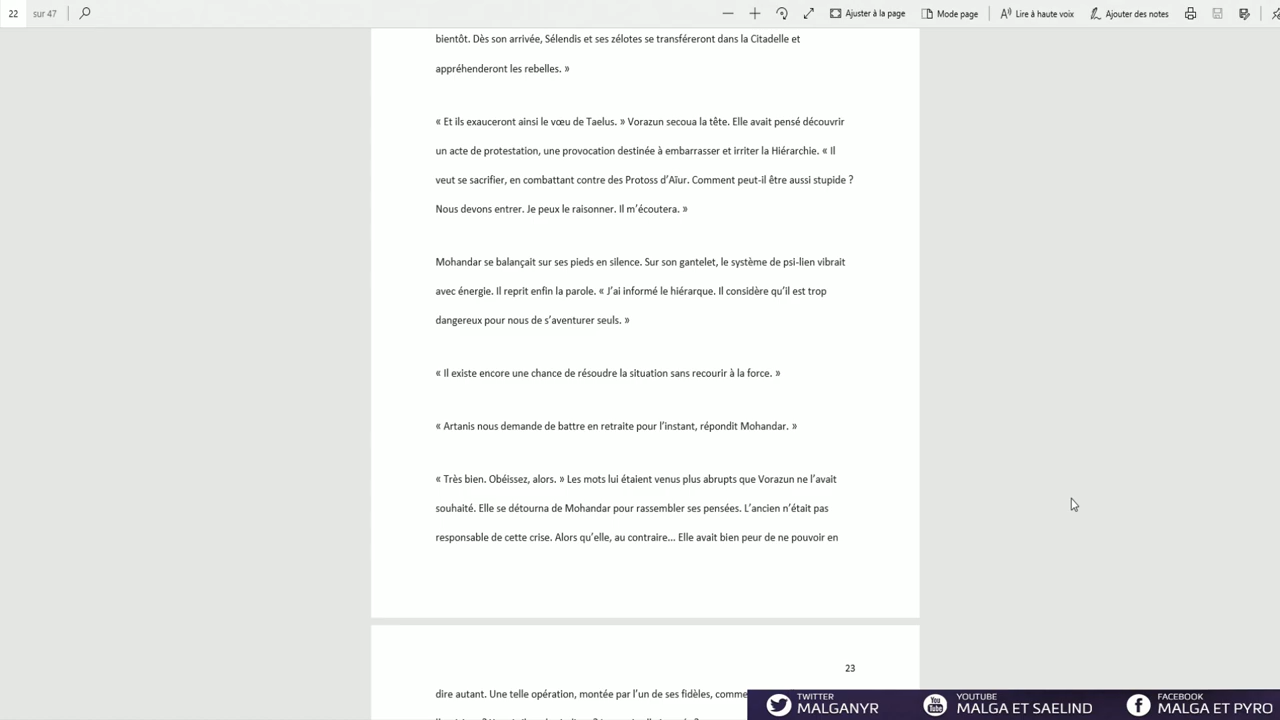 22 sur 47 Ajuster à la page Mode page Lire à haute voix Ajouter des notes
bientôt. Dès son arrivée, Sélendis et ses zélotes se transféreront dans la Citadelle et
appréhenderont les rebelles. »
« Et ils exauceront ainsi le vœu de Taelus. » Vorazun secoua la tête. Elle avait pensé découvrir
un acte de protestation, une provocation destinée à embarrasser et irriter la Hiérarchie. « Il
veut se sacrifier, en combattant contre des Protoss d’Aïur. Comment peut-il être aussi stupide ?
Nous devons entrer. Je peux le raisonner. Il m’écoutera. »
Mohandar se balançait sur ses pieds en silence. Sur son gantelet, le système de psi-lien vibrait
avec énergie. Il reprit enfin la parole. « J’ai informé le hiérarque. Il considère qu’il est trop
dangereux pour nous de s’aventurer seuls. »
« Il existe encore une chance de résoudre la situation sans recourir à la force. »
« Artanis nous demande de battre en retraite pour l’instant, répondit Mohandar. »
« Très bien. Obéissez, alors. » Les mots lui étaient venus plus abrupts que Vorazun ne l’avait
souhaité. Elle se détourna de Mohandar pour rassembler ses pensées. L’ancien n’était pas
responsable de cette crise. Alors qu’elle, au contraire... Elle avait bien peur de ne pouvoir en
23
dire autant. Une telle opération, montée par l’un de ses fidèles, comme
TWITTER
MALGANYR
YOUTUBE
MALGA ET SAELIND
FACEBOOK
MALGA ET PYRO